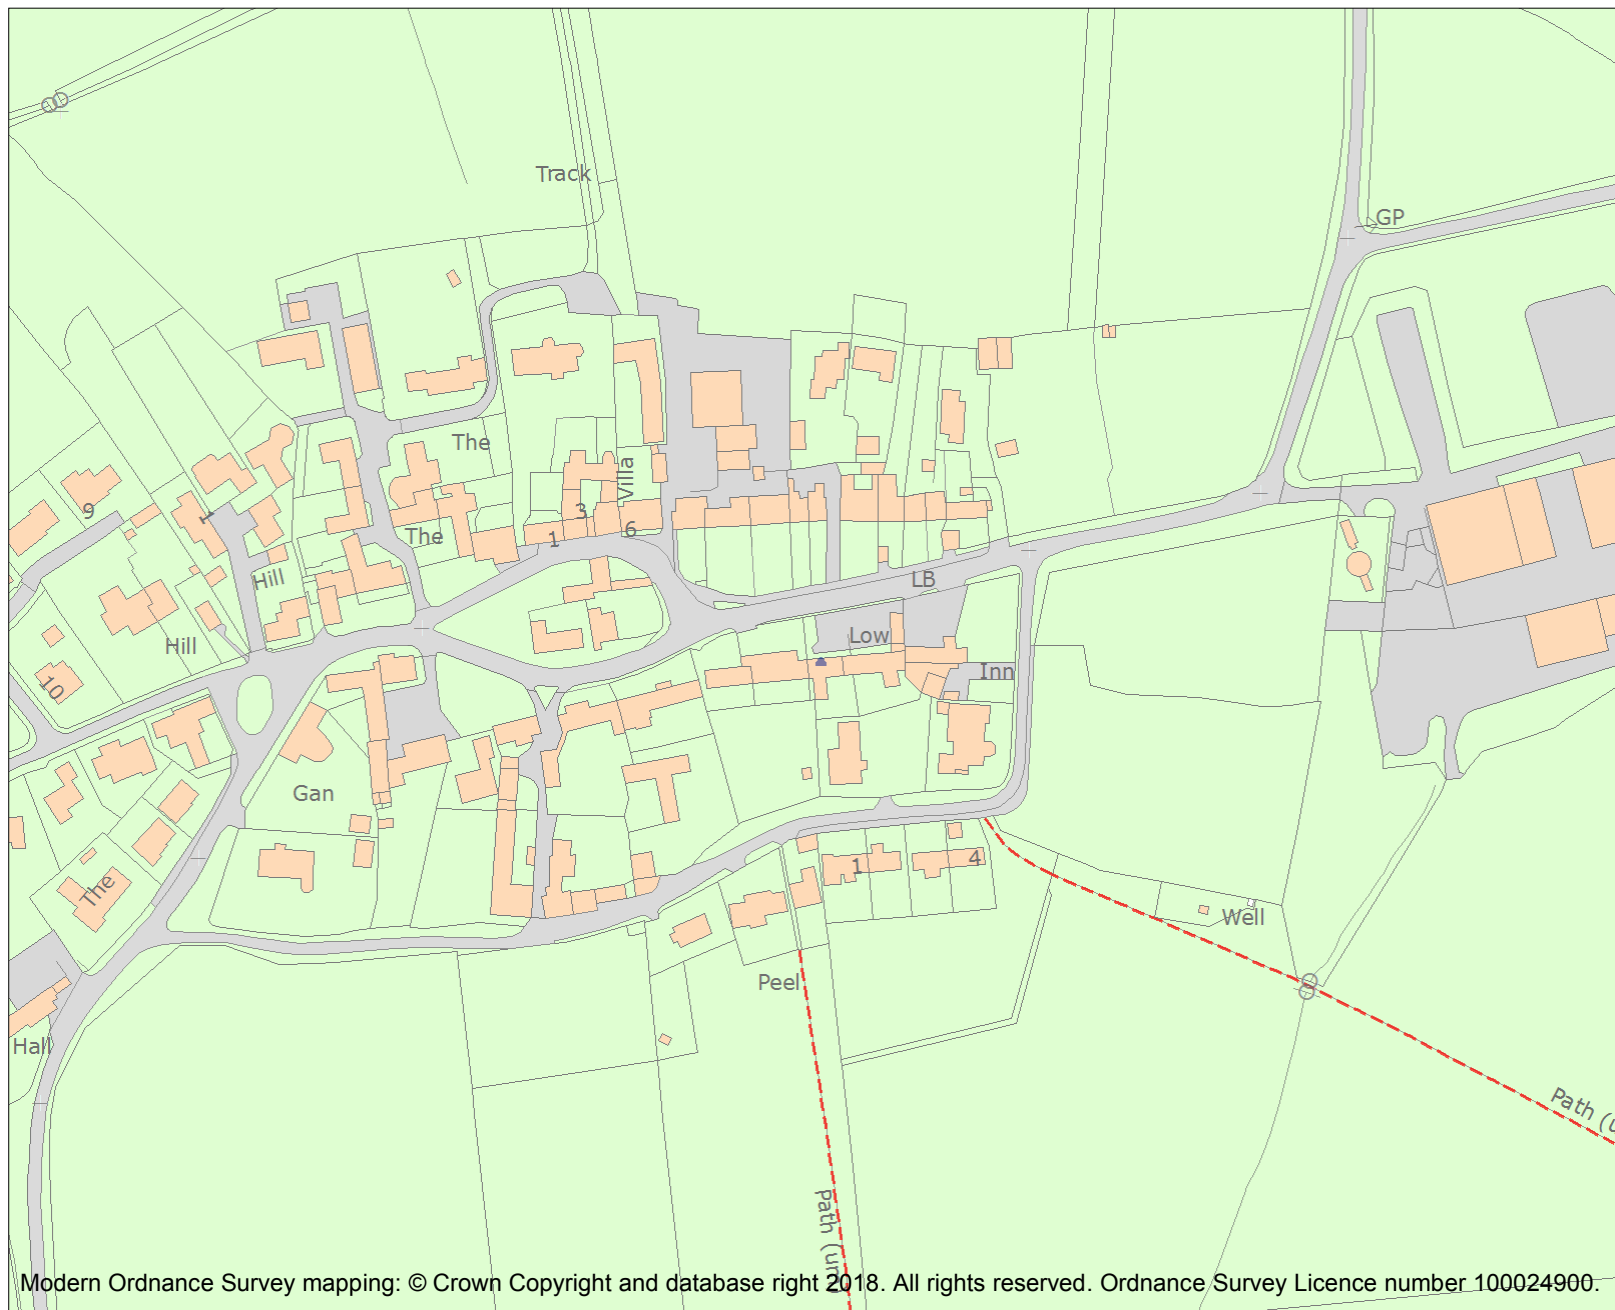 Track
GP
The
Villa
9
1
3
6
The
1
Hill
LB
Hill
Low
10
Inn
Gan
1
4
The
Well
Peel
Hall
Path (u
Path (um)
Modern Ordnance Survey mapping: © Crown Copyright and database right 2018. All rights reserved. Ordnance Survey Licence number 100024900.